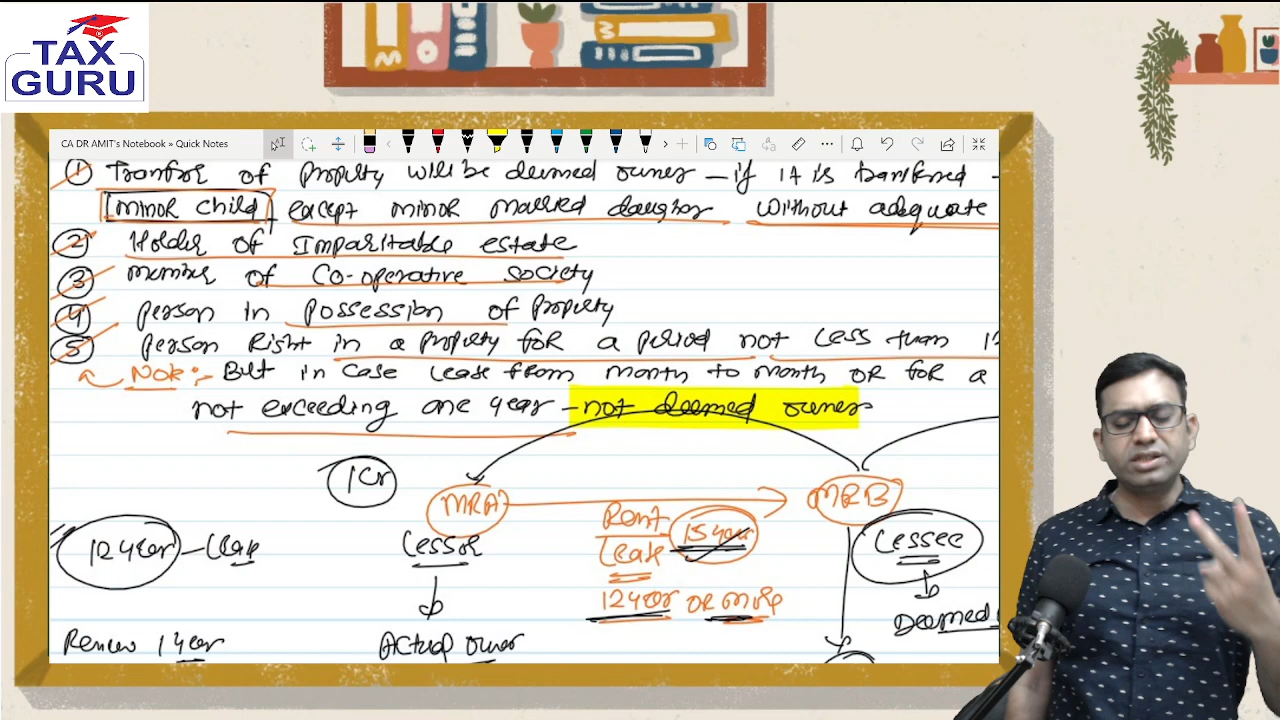 TAX
GURU
CA DR AMIT's Notebook » Quick Notes
① Transfer of Property will be deemed owner – if it is transferred –
minor child, except minor married daughter without adequate
② Holder of Impartitable estate
③ member of Co-operative society
④ person in possession of Property
⑤ person Right in a Property for a period not less than 12
Note:- But in case lease from month to month OR for a
not exceeding one year – not deemed owner
1Cr
MRA
MRB
Rent 15 year
12 year – lease
Lessor
Lease
Lessee
12 year OR more
Deemed
Renew 1 year
Actual owner